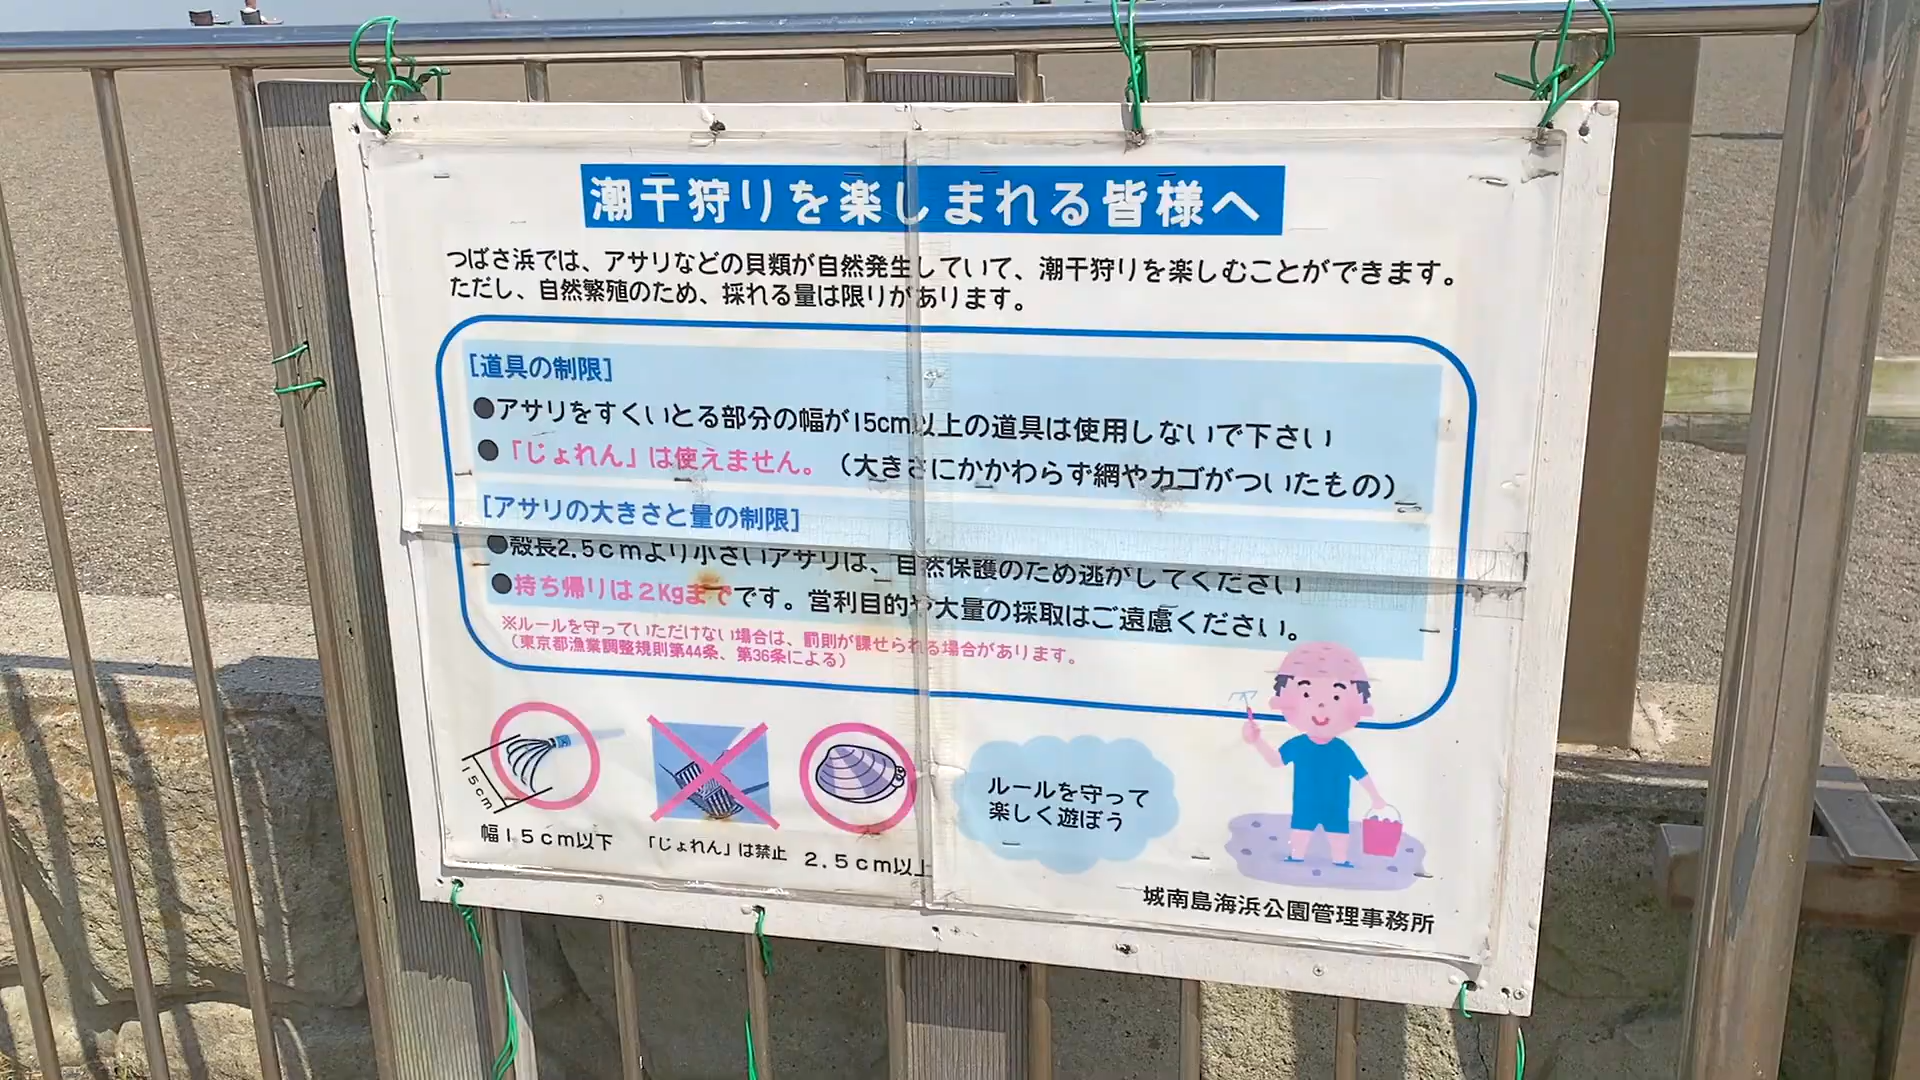 潮干狩りを楽しまれる皆様へ
つばさ浜では、アサリなどの貝類が自然発生していて、潮干狩りを楽しむことができます。
ただし、自然繁殖のため、採れる量は限りがあります。
[道具の制限]
●アサリをすくいとる部分の幅が15cm以上の道具は使用しないで下さい
●「じょれん」は使えません。（大きさにかかわらず網やカゴがついたもの）
[アサリの大きさと量の制限]
●殻長2.5cmより小さいアサリは、自然保護のため逃がしてください
●持ち帰りは2Kgまでです。営利目的や大量の採取はご遠慮ください。
※ルールを守っていただけない場合は、罰則が課せられる場合があります。
（東京都漁業調整規則第44条、第36条による）
15cm
幅15cm以下
「じょれん」は禁止
2.5cm以上
ルールを守って
楽しく遊ぼう
城南島海浜公園管理事務所